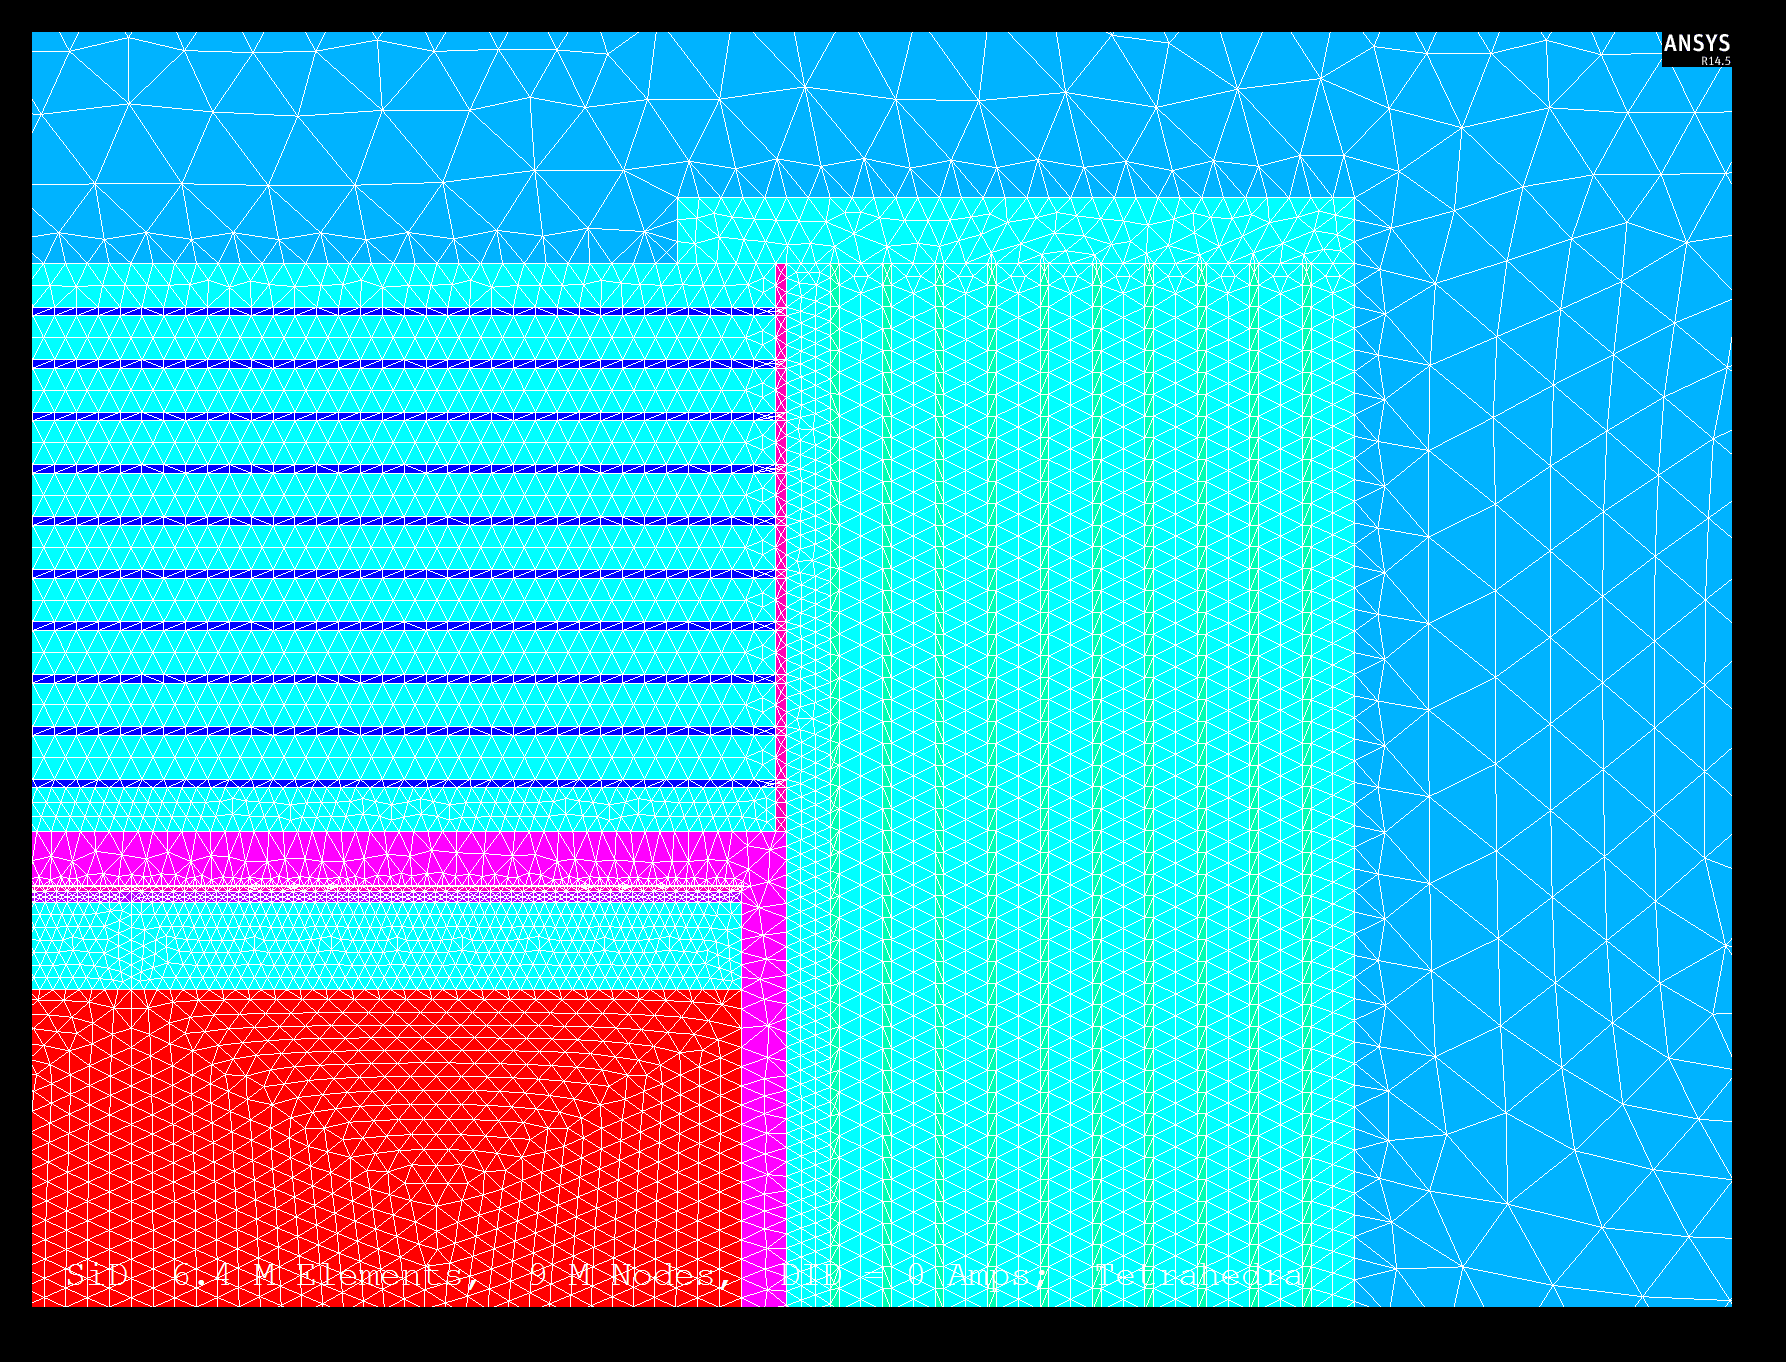 ANSYS
R14.5
SiD 6.4 M Elements, 9 M Nodes, DID - 0 Amps; Tetrahedra